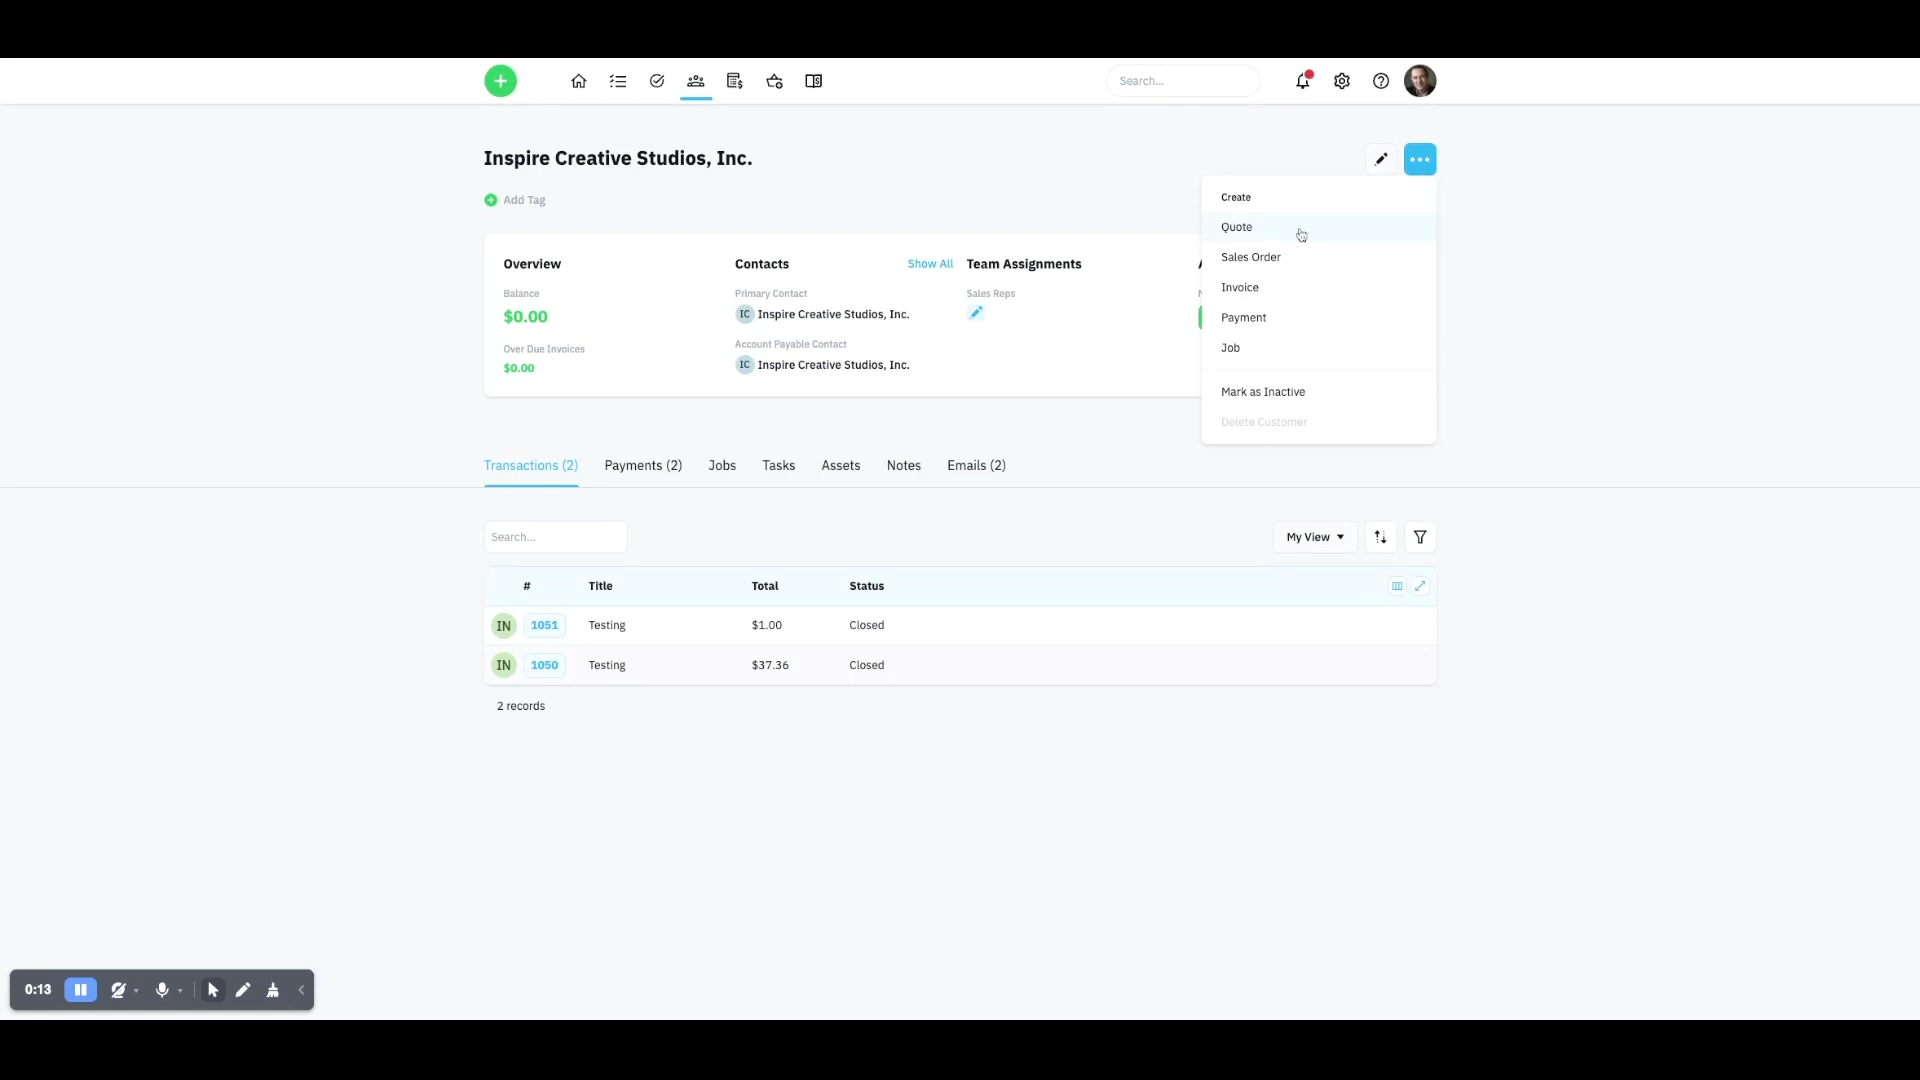 Search...
Inspire Creative Studios, Inc.
Add Tag
Create
Quote
Sales Order
Invoice
Payment
Job
Mark as Inactive
Delete Customer
Overview
Balance
$0.00
Over Due Invoices
$0.00
Contacts
Show All
Primary Contact
IC Inspire Creative Studios, Inc.
Account Payable Contact
IC Inspire Creative Studios, Inc.
Team Assignments
Sales Reps
Transactions (2) Payments (2) Jobs Tasks Assets Notes Emails (2)
Search...
My View
# Title Total Status
IN 1051 Testing $1.00 Closed
IN 1050 Testing $37.36 Closed
2 records
0:13